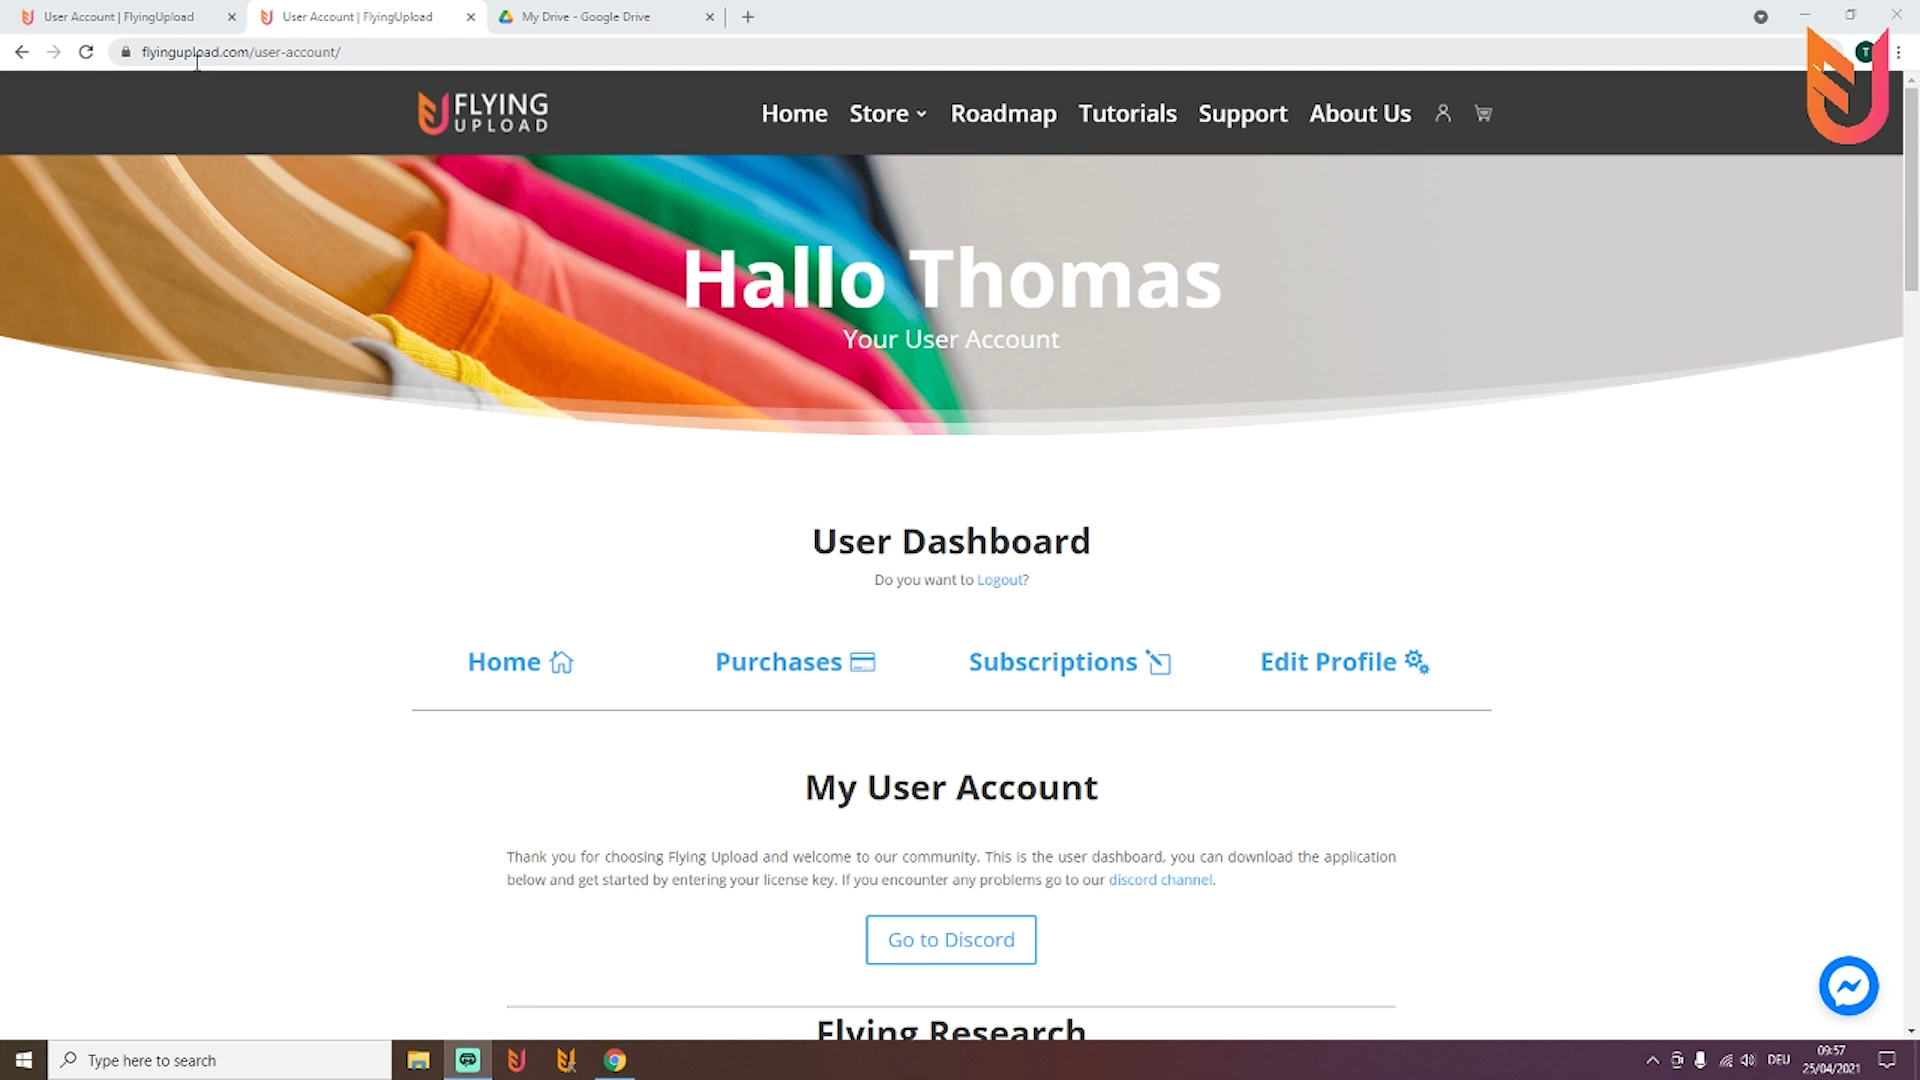 User Account | FlyingUpload
User Account | FlyingUpload
My Drive - Google Drive
flyingupload.com/user-account/
T
FLYING
UPLOAD
Home
Store
Roadmap
Tutorials
Support
About Us
Hallo Thomas
Your User Account
User Dashboard
Do you want to Logout?
Home
Purchases
Subscriptions
Edit Profile
My User Account
Thank you for choosing Flying Upload and welcome to our community. This is the user dashboard, you can download the application
below and get started by entering your license key. If you encounter any problems go to our discord channel.
Go to Discord
Flying Research
Type here to search
DEU
09:57
25/04/2021